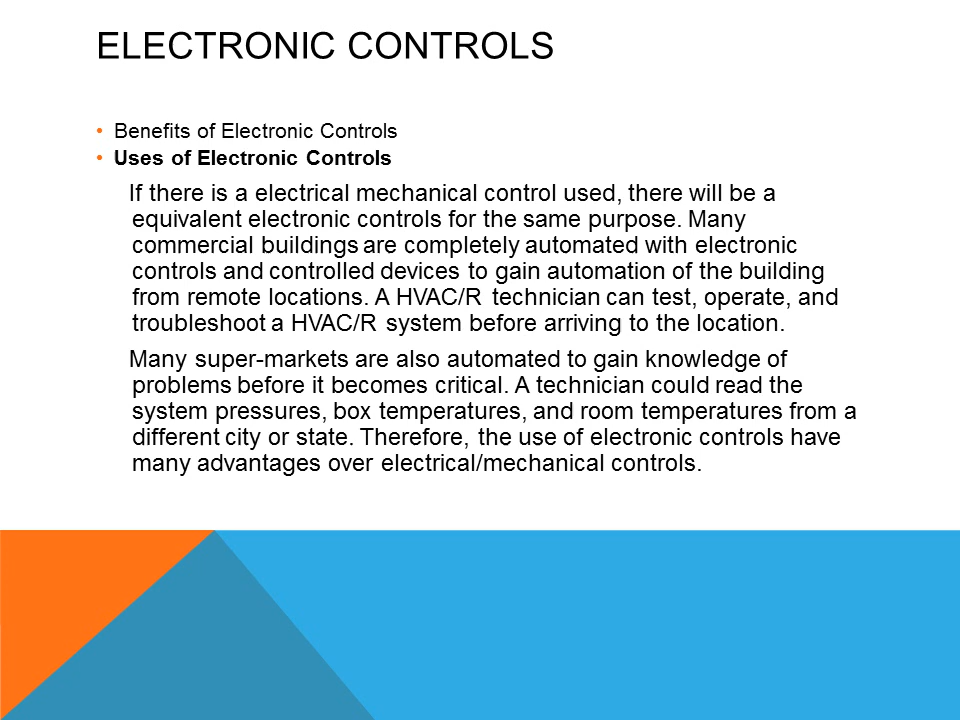 ELECTRONIC CONTROLS
• Benefits of Electronic Controls
• Uses of Electronic Controls
If there is a electrical mechanical control used, there will be a
equivalent electronic controls for the same purpose. Many
commercial buildings are completely automated with electronic
controls and controlled devices to gain automation of the building
from remote locations. A HVAC/R technician can test, operate, and
troubleshoot a HVAC/R system before arriving to the location.
Many super-markets are also automated to gain knowledge of
problems before it becomes critical. A technician could read the
system pressures, box temperatures, and room temperatures from a
different city or state. Therefore, the use of electronic controls have
many advantages over electrical/mechanical controls.